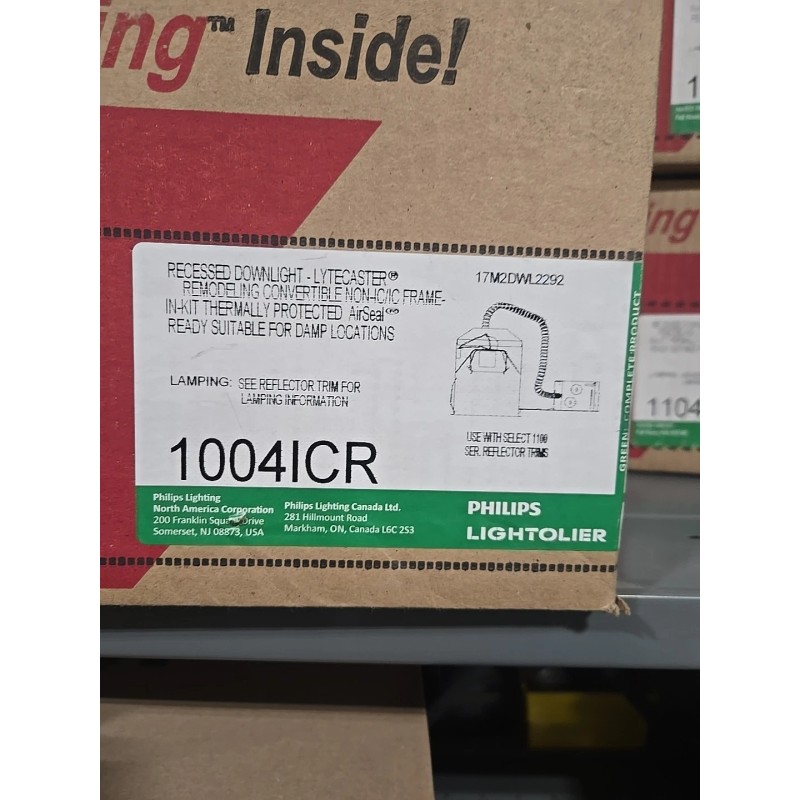 ing™ Inside!
RECESSED DOWNLIGHT - LYTECASTER®
REMODELING CONVERTIBLE NON-IC/IC FRAME-
IN-KIT THERMALLY PROTECTED AirSeal
READY SUITABLE FOR DAMP LOCATIONS
17M2DWL2292
LAMPING: SEE REFLECTOR TRIM FOR
LAMPING INFORMATION
1004ICR
USE WITH SELECT 1100
SER. REFLECTOR TRIMS
Philips Lighting
North America Corporation
200 Franklin Square Drive
Somerset, NJ 08873, USA
Philips Lighting Canada Ltd.
281 Hillmount Road
Markham, ON, Canada L6C 2S3
PHILIPS
LIGHTOLIER
GREEN: COMPLETE PRODUCT
1
ing
1104